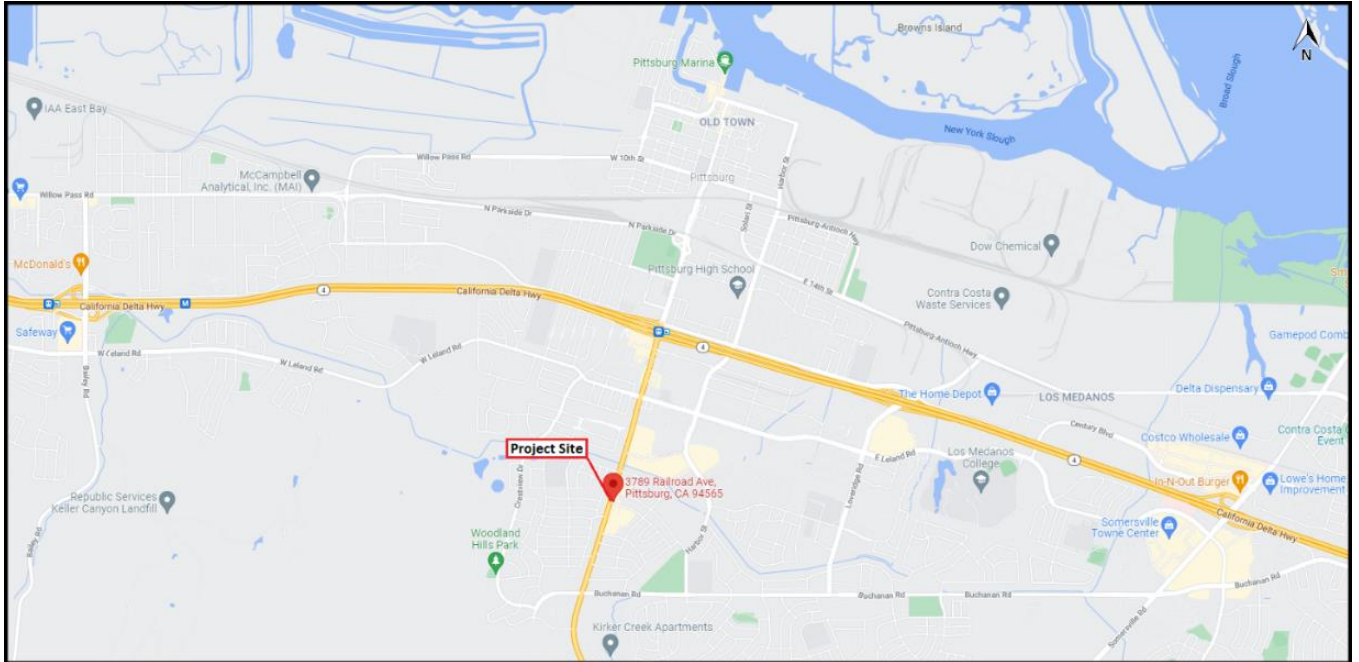 Browns Island
N
Pittsburg Marina
Broad Slough
IAA East Bay
OLD TOWN
New York Slough
Willow Pass Rd
W 10th St
Harbor St
McCampbell
Analytical, Inc. (MAI)
Pittsburg
Willow Pass Rd
N Parkside Dr
Solari St
N Parkside Dr
Pittsburg-Antioch Hwy
Dow Chemical
McDonald's
Pittsburg High School
E 14th St
4
California Delta Hwy
Contra Costa
Waste Services
M
California Delta Hwy
Safeway
Pittsburg-Antioch Hwy
Gamepod Comb
4
W Leland Rd
W Leland Rd
W Leland Rd
Bailey Rd
The Home Depot
LOS MEDANOS
Delta Dispensary
Century Blvd
Costco Wholesale
Contra Costa
Event
Project Site
E Leland Rd
Los Medanos
College
4
3789 Railroad Ave,
Pittsburg, CA 94565
Crestview Dr
Loveridge Rd
In-N-Out Burger
Lowe's Home
Improvement
Republic Services
Keller Canyon Landfill
Somersville
Towne Center
California Delta Hwy
Woodland
Hills Park
Harbor St
Bailey Rd
Buchanan Rd
Buchanan Rd
Buchanan Rd
Kirker Creek Apartments
Somersville Rd